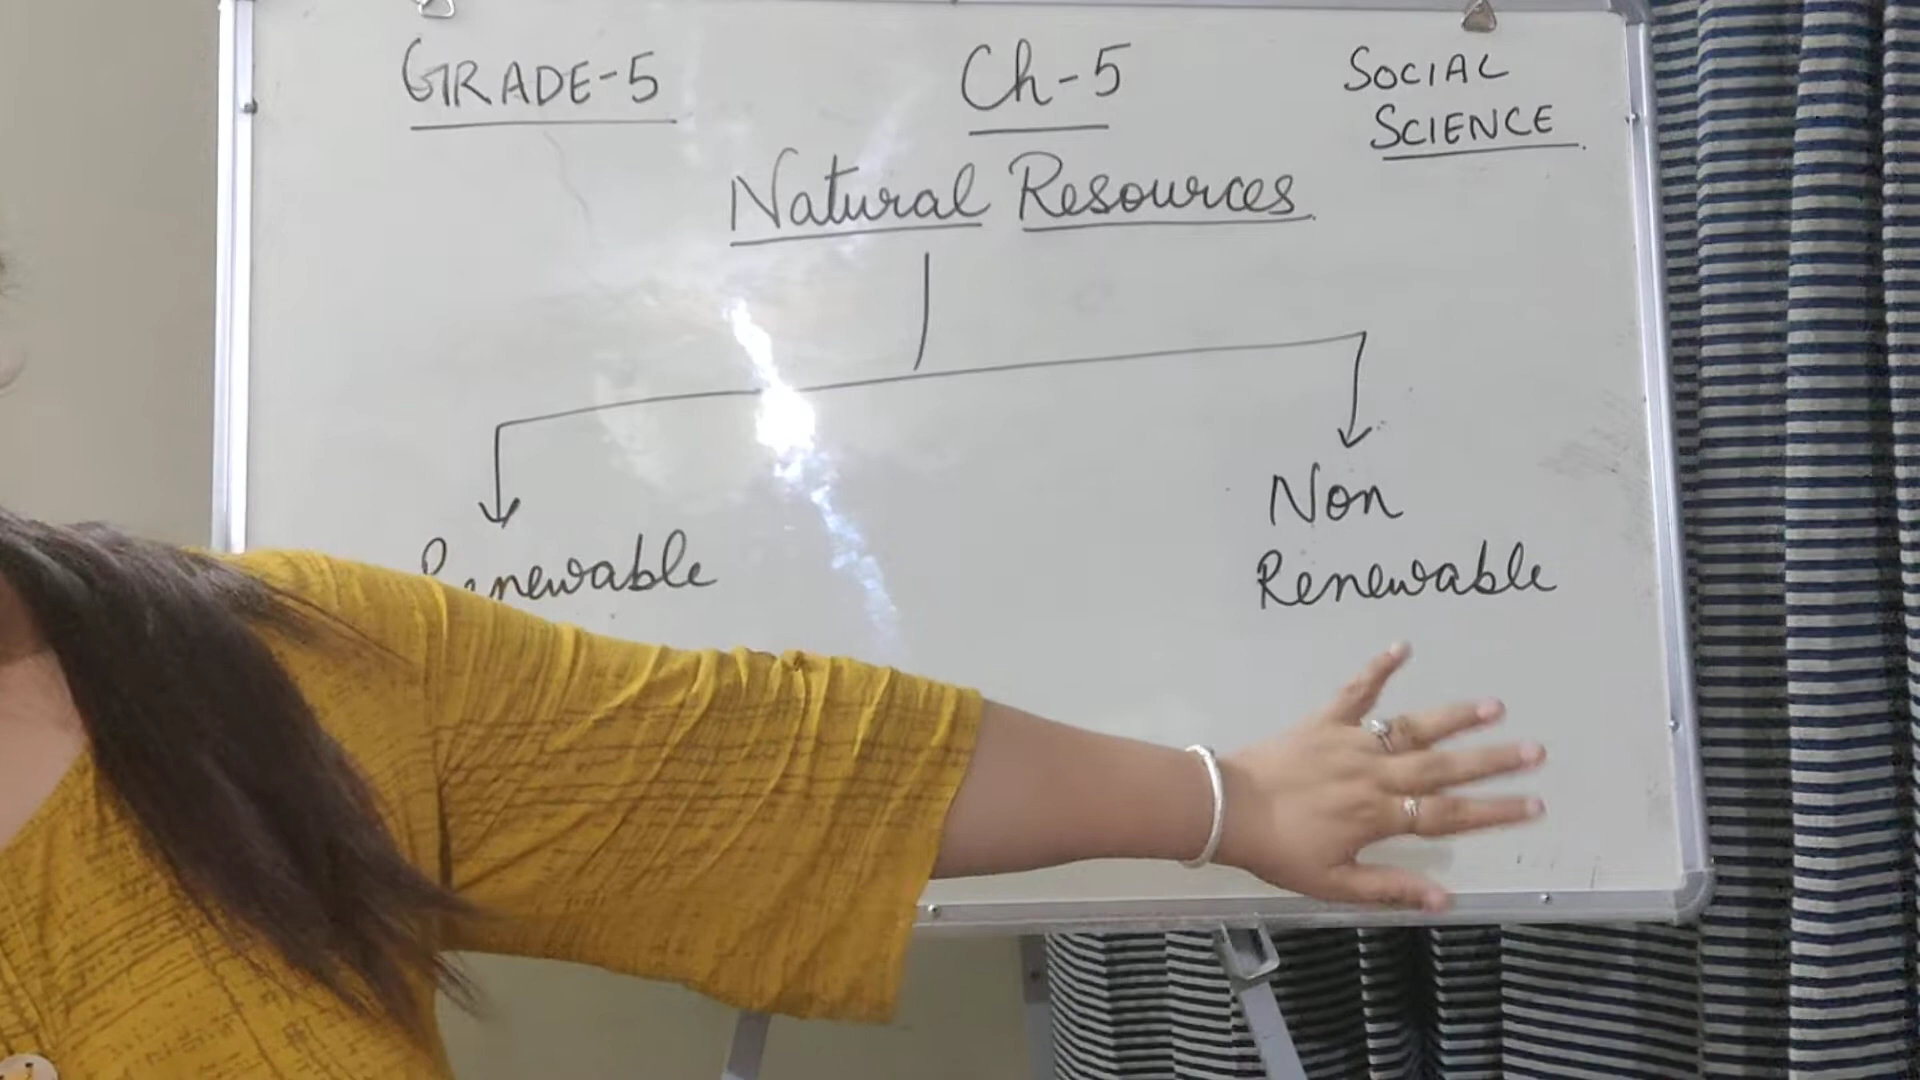 GRADE-5
Ch-5
SOCIAL
SCIENCE
Natural Resources
Renewable
Non
Renewable